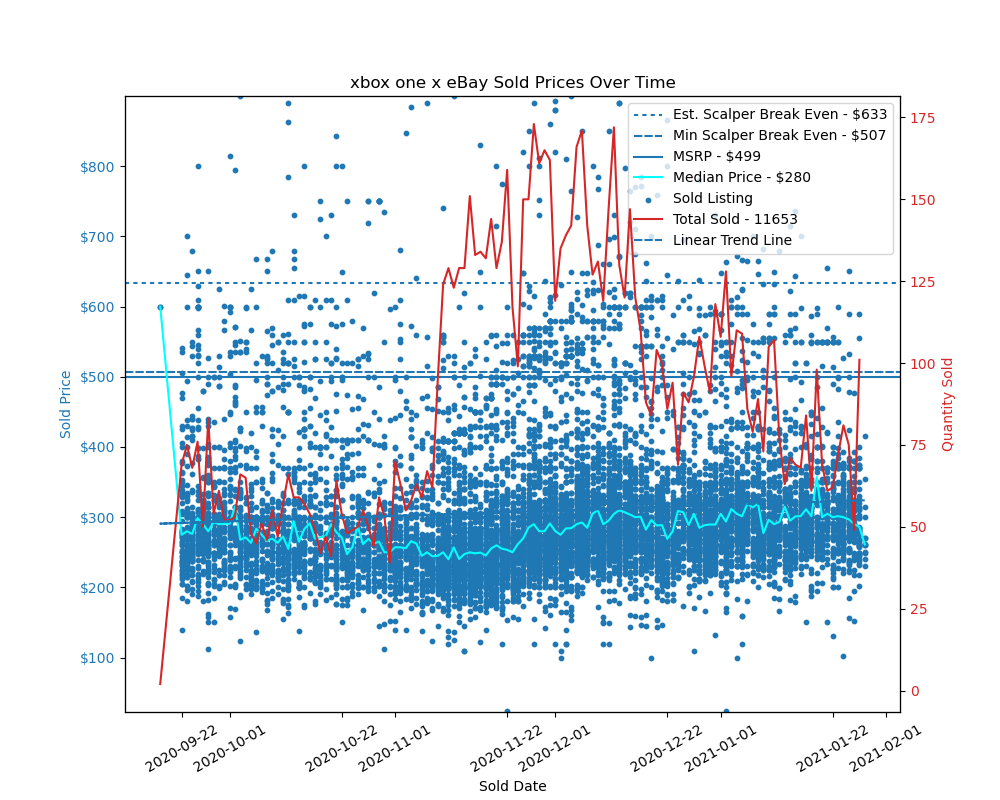 xbox one x eBay Sold Prices Over Time
Est. Scalper Break Even - $633
Min Scalper Break Even - $507
MSRP - $499
Median Price - $280
Sold Listing
Total Sold - 11653
Linear Trend Line
$800
$700
$600
$500
$400
$300
$200
$100
Sold Price
175
150
125
100
75
50
25
0
Quantity Sold
2020-09-22
2020-10-01
2020-10-22
2020-11-01
2020-11-22
2020-12-01
2020-12-22
2021-01-01
2021-01-22
2021-02-01
Sold Date